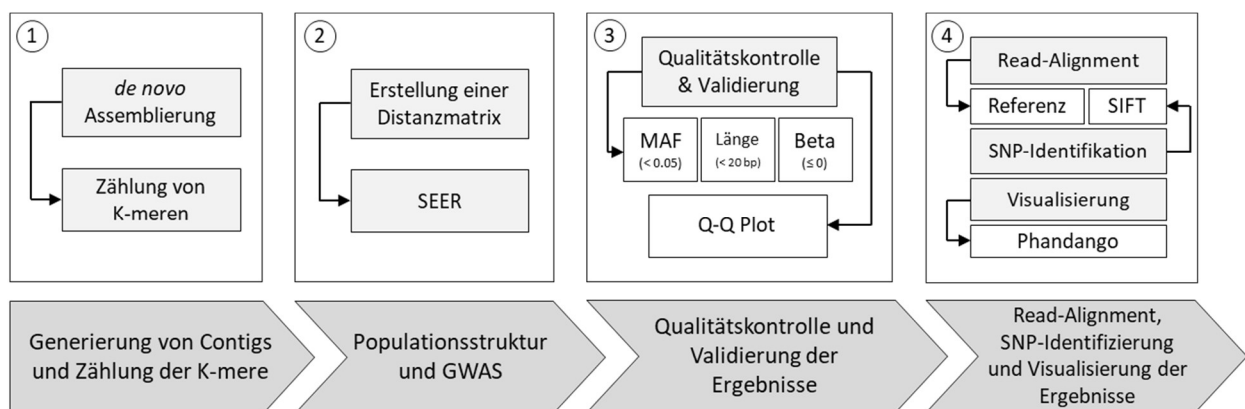 1
de novo
Assemblierung
Zählung von
K-meren
2
Erstellung einer
Distanzmatrix
SEER
3
Qualitätskontrolle
& Validierung
MAF
(< 0.05)
Länge
(< 20 bp)
Beta
(≤ 0)
Q-Q Plot
4
Read-Alignment
Referenz
SIFT
SNP-Identifikation
Visualisierung
Phandango
Generierung von Contigs
und Zählung der K-mere
Populationsstruktur
und GWAS
Qualitätskontrolle und
Validierung der
Ergebnisse
Read-Alignment,
SNP-Identifizierung
und Visualisierung der
Ergebnisse